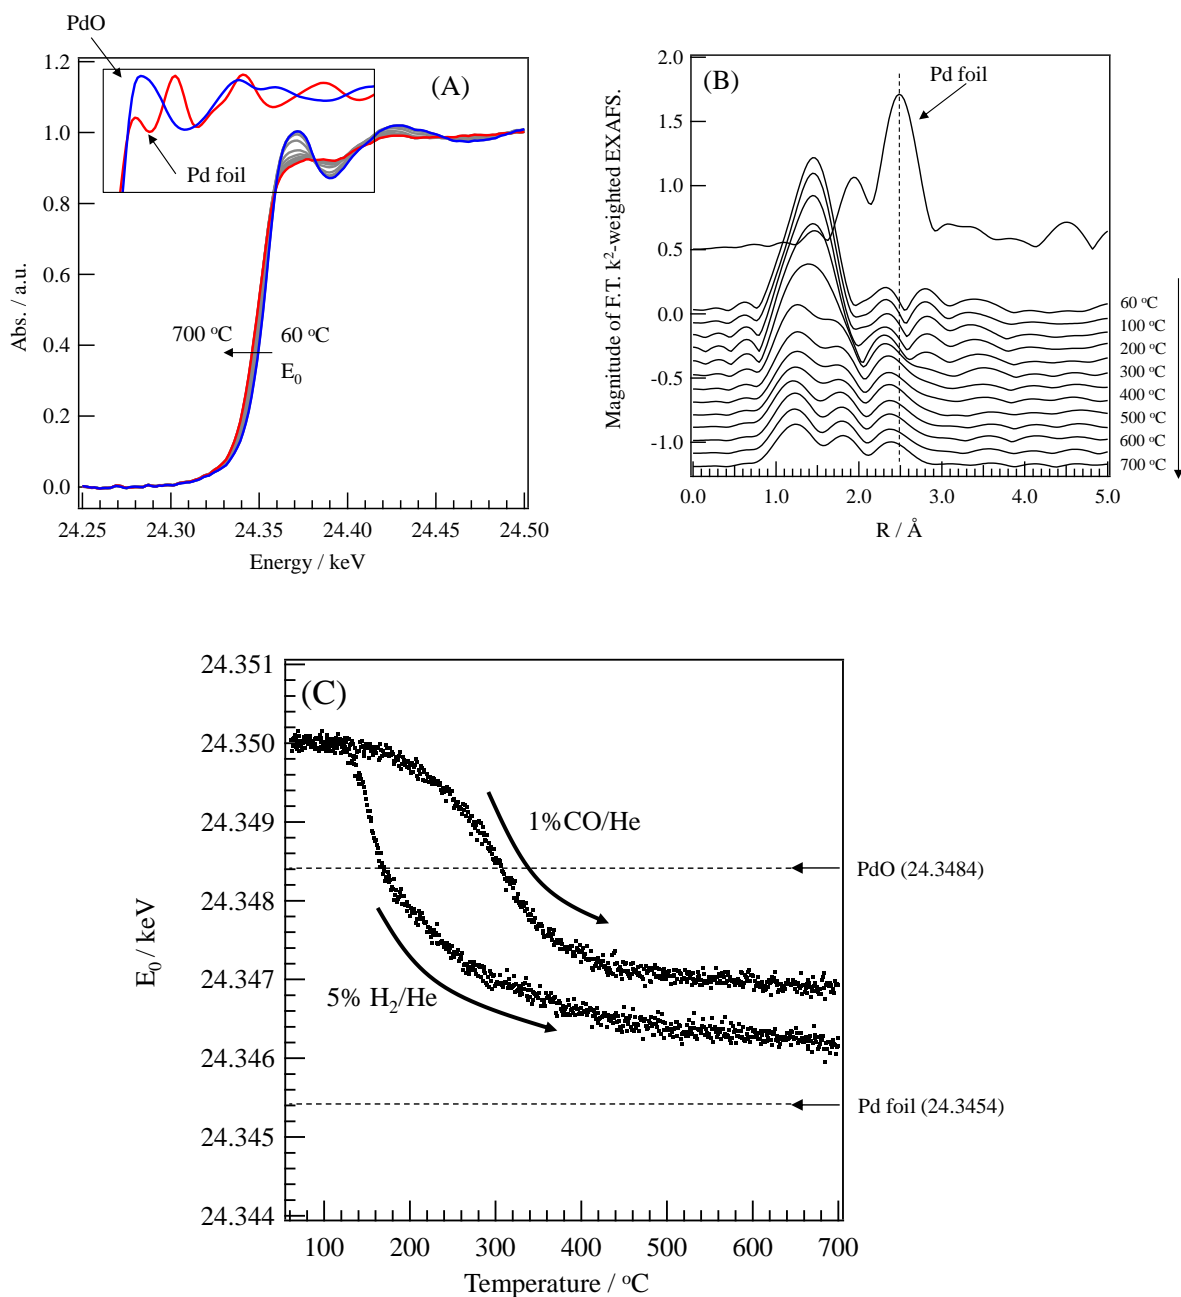 PdO
(A)
Pd foil
1.2
1.0
0.8
0.6
0.4
0.2
0.0
Abs. / a.u.
700 °C
60 °C
E₀
24.25
24.30
24.35
24.40
24.45
24.50
Energy / keV
(B)
Pd foil
2.0
1.5
1.0
0.5
0.0
-0.5
-1.0
Magnitude of F.T. k²-weighted EXAFS.
60 °C
100 °C
200 °C
300 °C
400 °C
500 °C
600 °C
700 °C
0.0
1.0
2.0
3.0
4.0
5.0
R / Å
(C)
24.351
24.350
24.349
24.348
24.347
24.346
24.345
24.344
E₀ / keV
1%CO/He
5% H₂/He
PdO (24.3484)
Pd foil (24.3454)
100
200
300
400
500
600
700
Temperature / °C